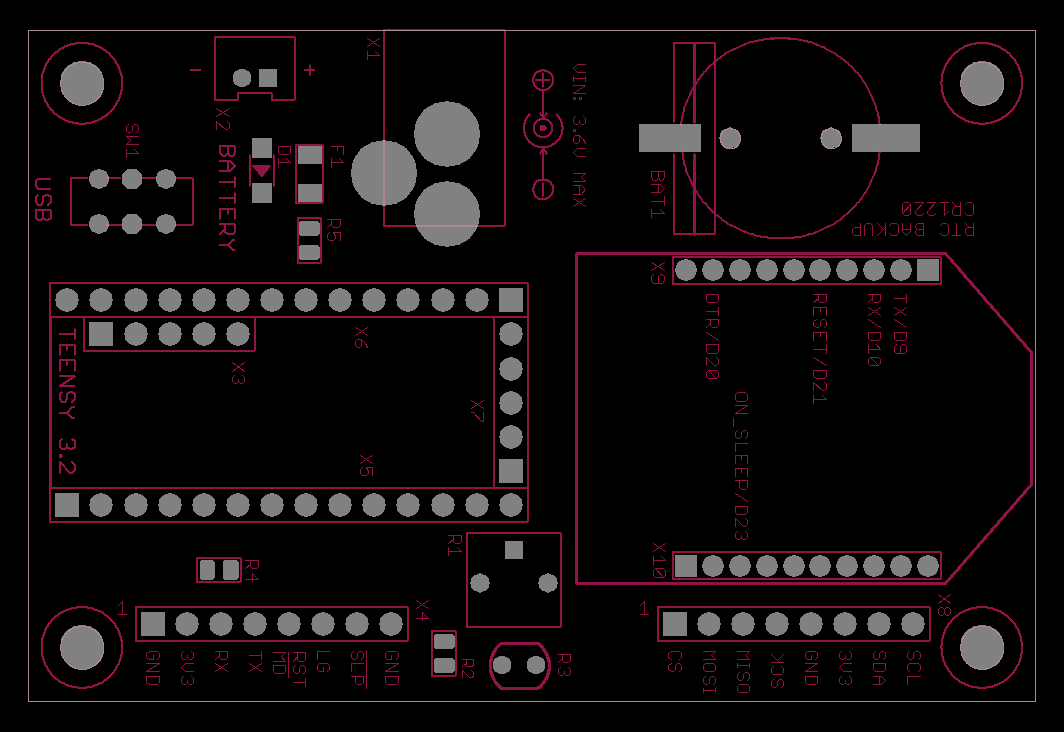 - +
X1
VIN: 3.6V MAX
X2 BATTERY
SW1
D1
F1
USB
R5
BAT1
RTC BACKUP
CR1220
X9
DTR/D20
RESET/D21
RX/D10
TX/D9
TEENSY 3.2
X6
X3
X7
X5
ON_SLEEP/D23
X10
R1
R4
1
X4
GND
3V3
RX
TX
RST
MD
LG
SLP
GND
R2
R3
1
X8
CS
MOSI
MISO
SCK
GND
3V3
SDA
SCL